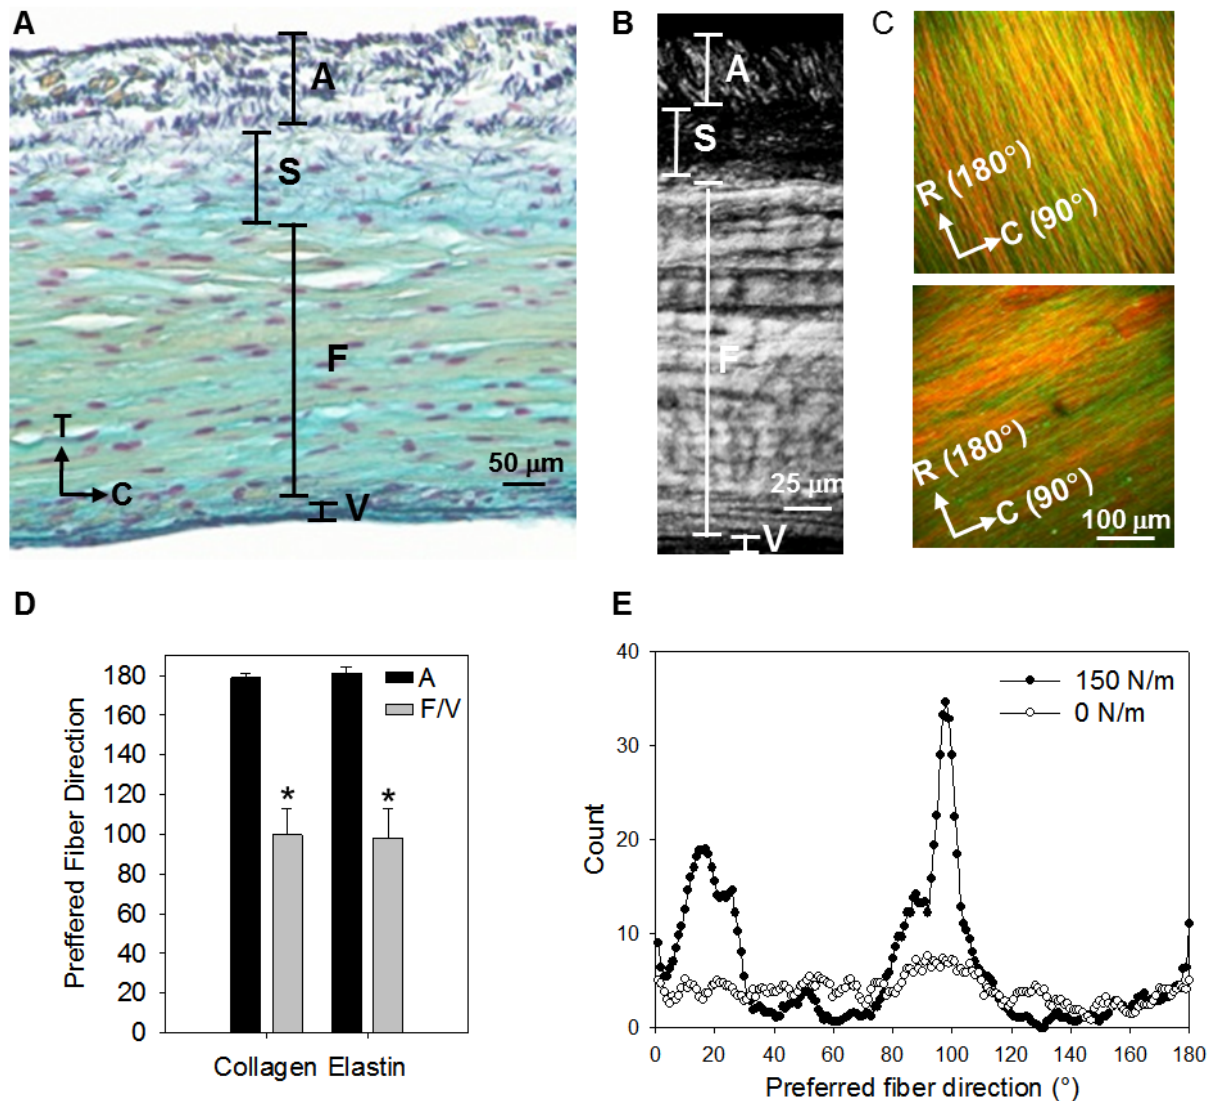 A
A
S
F
T
C
V
50 µm
B
A
S
F
25 µm
V
C
R (180°)
C (90°)
R (180°)
C (90°)
100 µm
D
Preffered Fiber Direction
180
160
140
120
100
80
60
40
20
0
A
F/V
*
*
Collagen Elastin
E
Count
40
30
20
10
0
150 N/m
0 N/m
0 20 40 60 80 100 120 140 160 180
Preferred fiber direction (°)